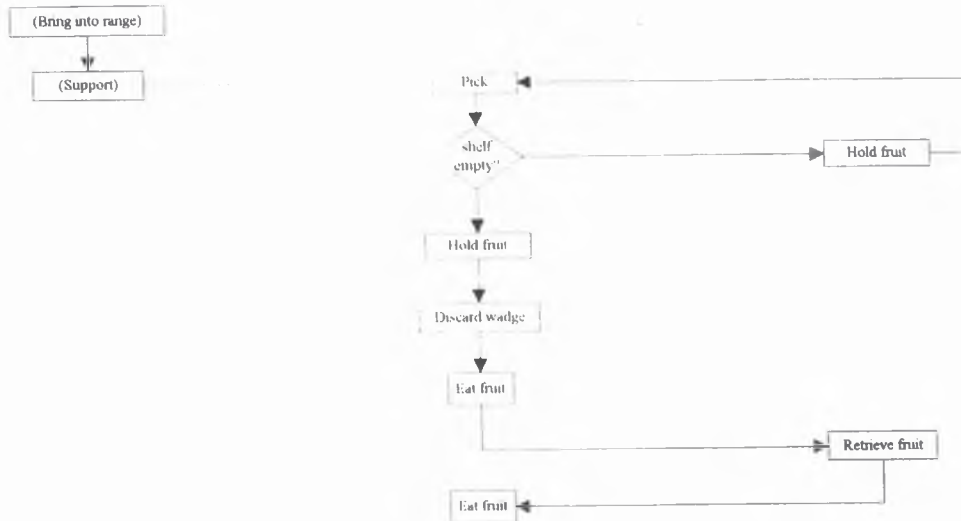 (Bring into range)
(Support)
Pick
shelf
empty"
Hold fruit
Hold fruit
Discard wadge
Eat fruit
Retrieve fruit
Eat fruit